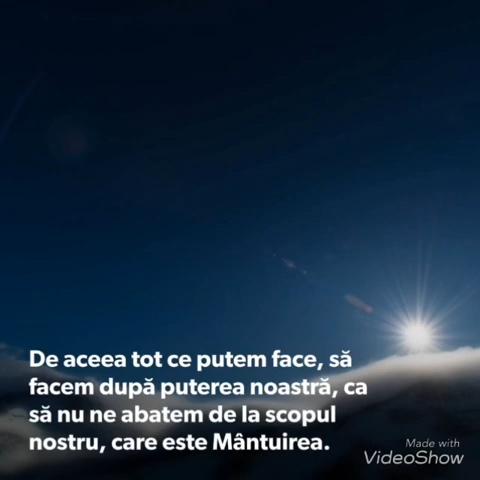 De aceea tot ce putem face, să
facem după puterea noastră, ca
să nu ne abatem de la scopul
nostru, care este Mântuirea.
Made with
VideoShow